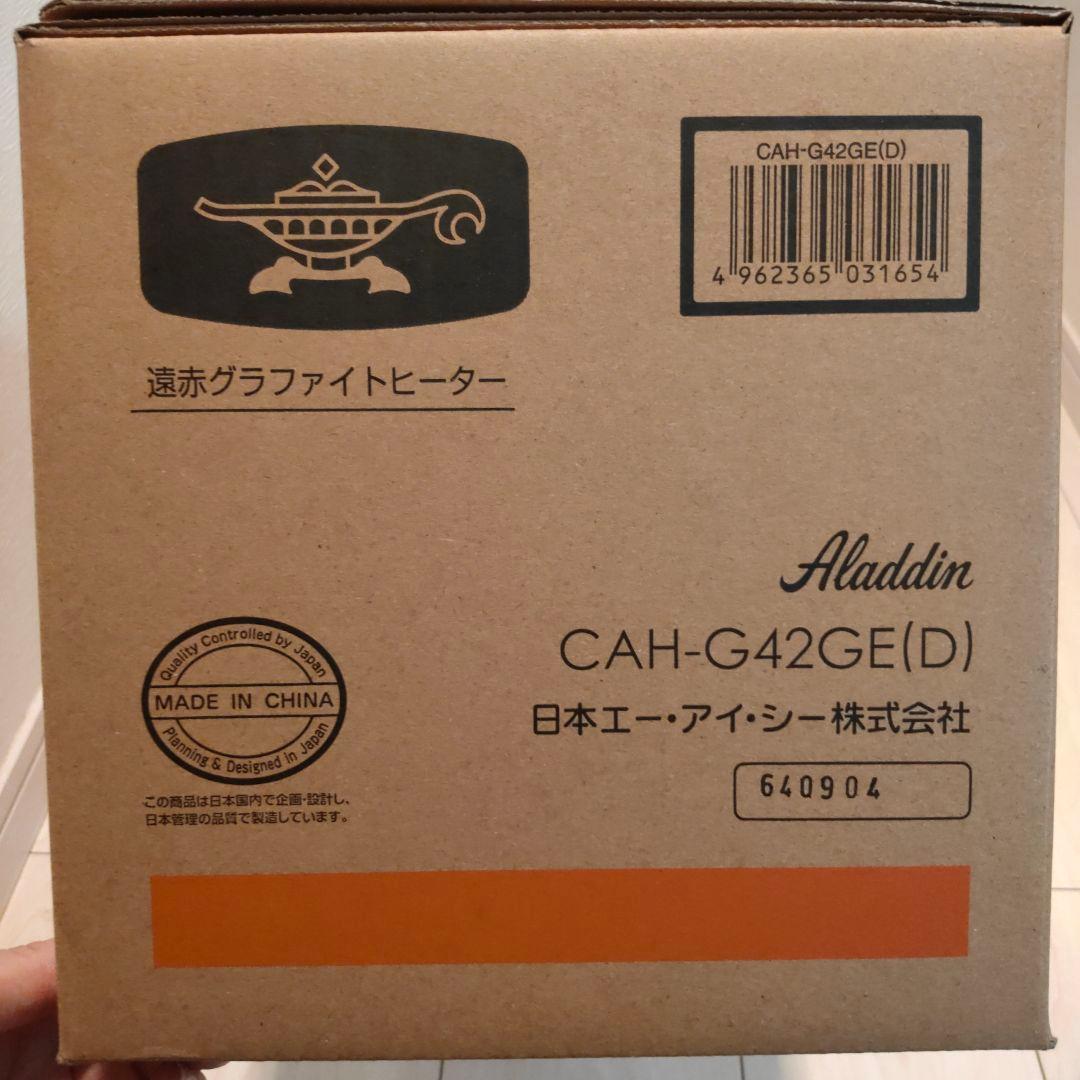 CAH-G42GE(D)
4 962365 031654
遠赤グラファイトヒーター
Aladdin
CAH-G42GE(D)
日本エー・アイ・シー株式会社
640904
Quality Controlled by Japan
MADE IN CHINA
Planning & Designed in Japan
この商品は日本国内で企画・設計し、
日本管理の品質で製造しています。